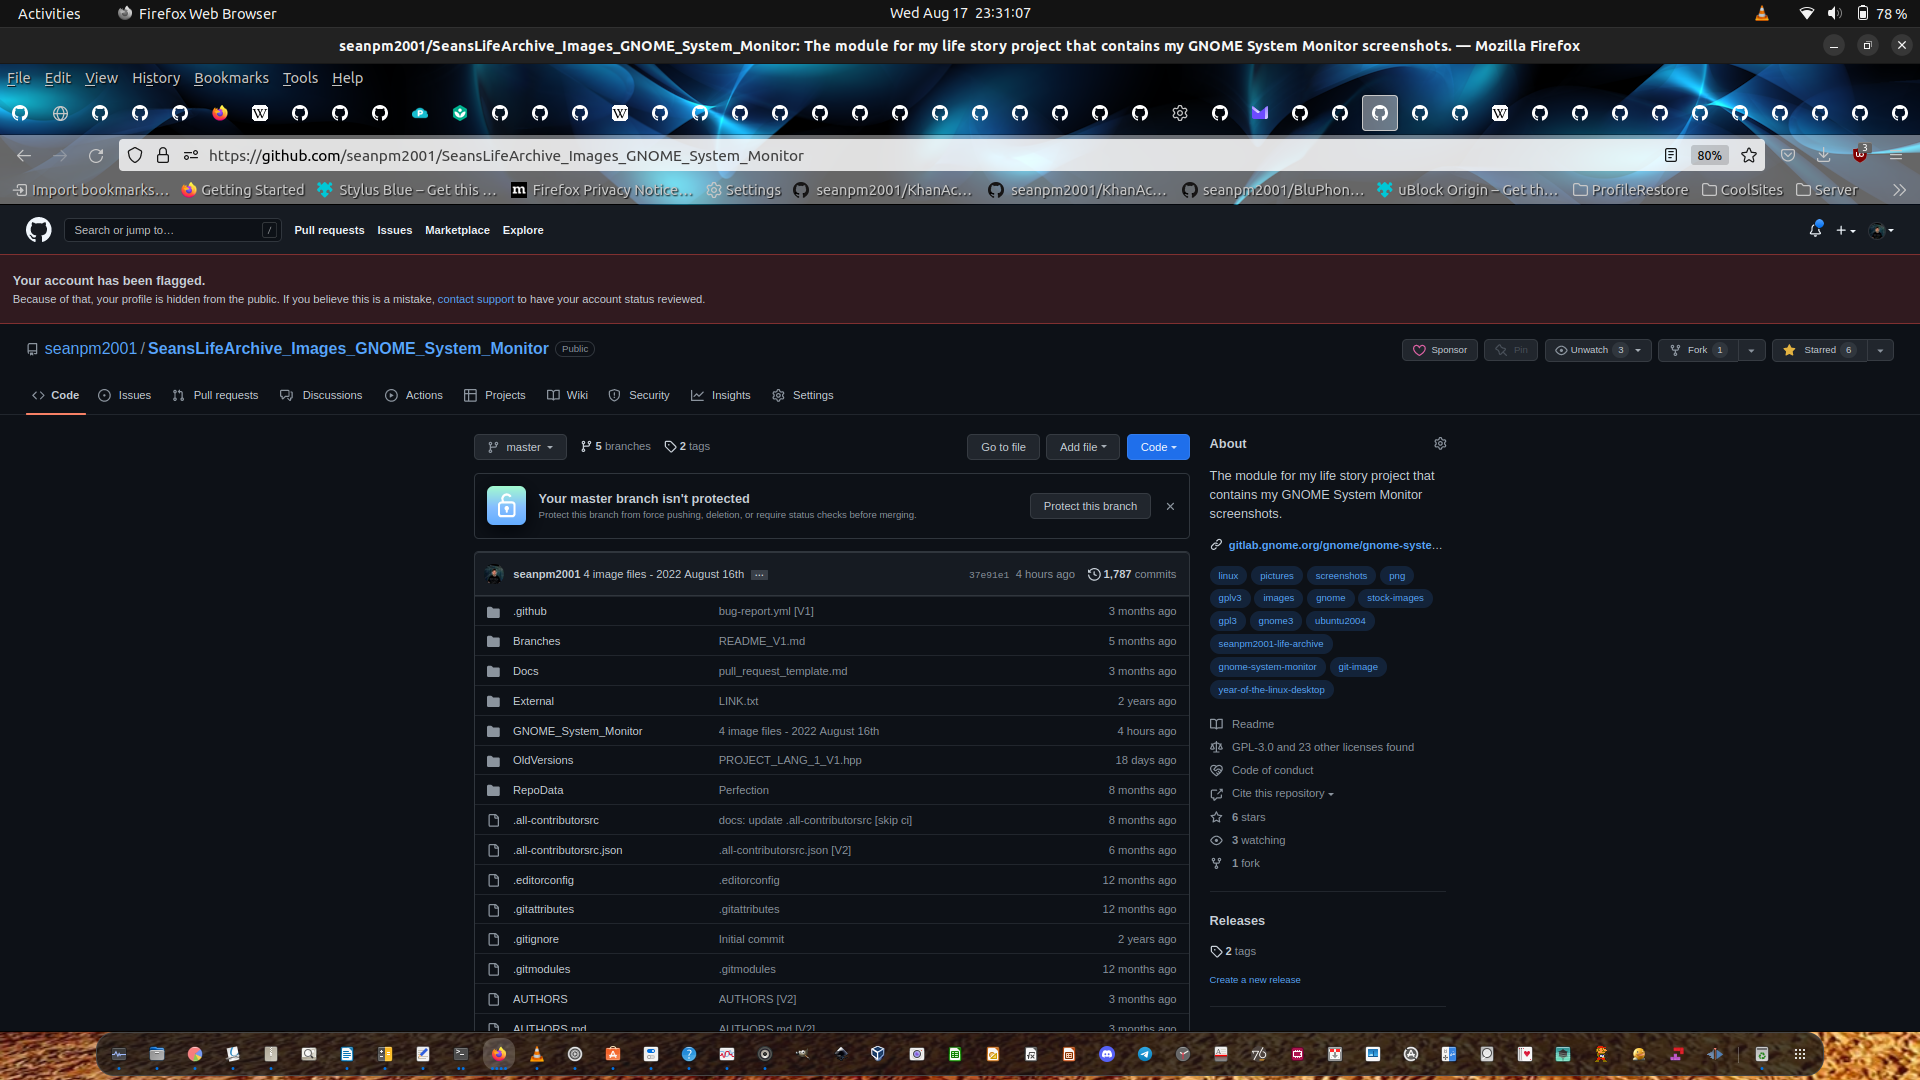 Activities
Firefox Web Browser
Wed Aug 17  23:31:07
78 %
seanpm2001/SeansLifeArchive_Images_GNOME_System_Monitor: The module for my life story project that contains my GNOME System Monitor screenshots. — Mozilla Firefox
File Edit View History Bookmarks Tools Help
https://github.com/seanpm2001/SeansLifeArchive_Images_GNOME_System_Monitor
80%
3
Import bookmarks… Getting Started Stylus Blue – Get this … Firefox Privacy Notice… Settings seanpm2001/KhanAc… seanpm2001/KhanAc… seanpm2001/BluPhon… uBlock Origin – Get th… ProfileRestore CoolSites Server
Search or jump to… /
Pull requests Issues Marketplace Explore
Your account has been flagged.
Because of that, your profile is hidden from the public. If you believe this is a mistake, contact support to have your account status reviewed.
seanpm2001 / SeansLifeArchive_Images_GNOME_System_Monitor Public
Sponsor Pin Unwatch 3 Fork 1 Starred 6
Code Issues Pull requests Discussions Actions Projects Wiki Security Insights Settings
master 5 branches 2 tags
Go to file Add file Code
Your master branch isn't protected
Protect this branch from force pushing, deletion, or require status checks before merging.
Protect this branch
seanpm2001 4 image files - 2022 August 16th … 37e91e1 4 hours ago 1,787 commits
.github bug-report.yml [V1] 3 months ago
Branches README_V1.md 5 months ago
Docs pull_request_template.md 3 months ago
External LINK.txt 2 years ago
GNOME_System_Monitor 4 image files - 2022 August 16th 4 hours ago
OldVersions PROJECT_LANG_1_V1.hpp 18 days ago
RepoData Perfection 8 months ago
.all-contributorsrc docs: update .all-contributorsrc [skip ci] 8 months ago
.all-contributorsrc.json .all-contributorsrc.json [V2] 6 months ago
.editorconfig .editorconfig 12 months ago
.gitattributes .gitattributes 12 months ago
.gitignore Initial commit 2 years ago
.gitmodules .gitmodules 12 months ago
AUTHORS AUTHORS [V2] 3 months ago
AUTHORS.md AUTHORS.md [V2] 3 months ago
About
The module for my life story project that
contains my GNOME System Monitor
screenshots.
gitlab.gnome.org/gnome/gnome-syste…
linux pictures screenshots png
gplv3 images gnome stock-images
gpl3 gnome3 ubuntu2004
seanpm2001-life-archive
gnome-system-monitor git-image
year-of-the-linux-desktop
Readme
GPL-3.0 and 23 other licenses found
Code of conduct
Cite this repository
6 stars
3 watching
1 fork
Releases
2 tags
Create a new release